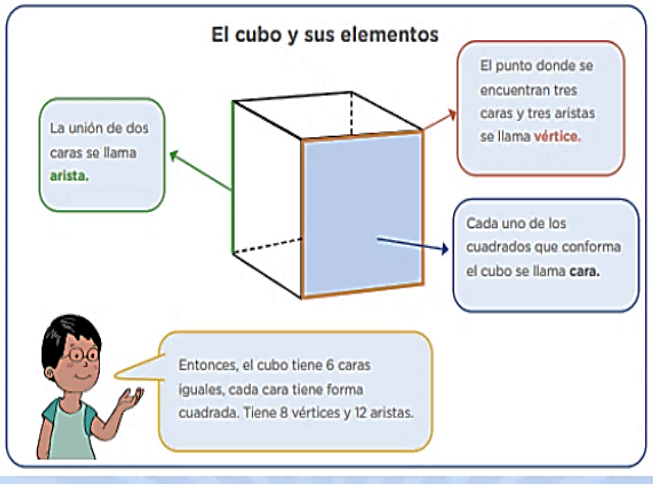 El cubo y sus elementos
El punto donde se
encuentran tres
caras y tres aristas
se llama vértice.
La unión de dos
caras se llama
arista.
Cada uno de los
cuadrados que conforma
el cubo se llama cara.
Entonces, el cubo tiene 6 caras
iguales, cada cara tiene forma
cuadrada. Tiene 8 vértices y 12 aristas.